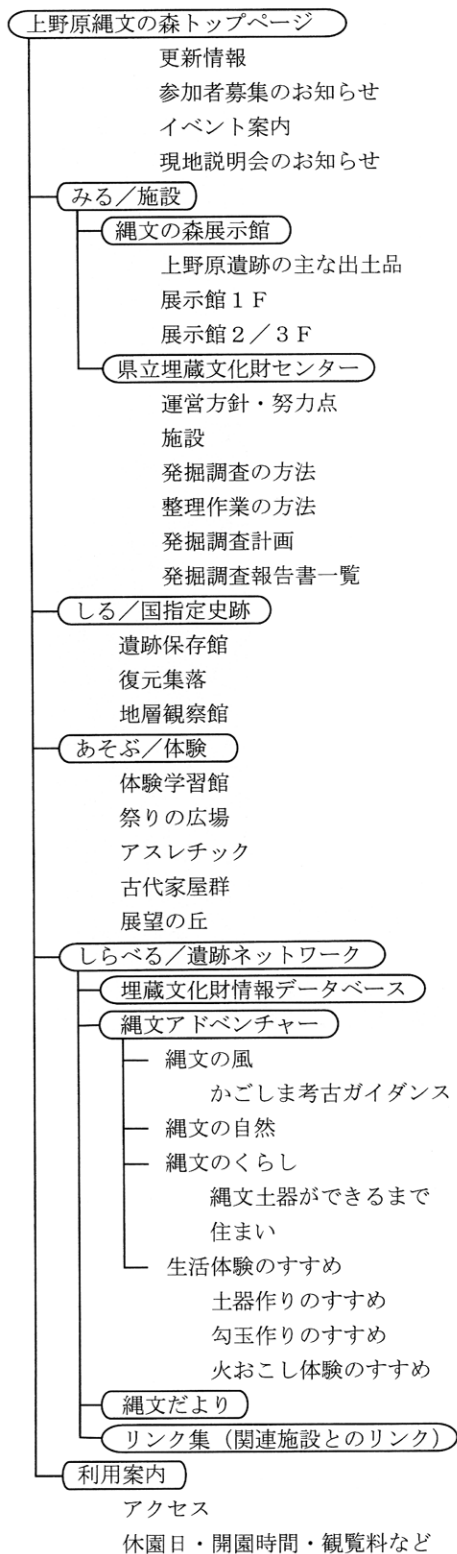 上野原縄文の森トップページ
更新情報
参加者募集のお知らせ
イベント案内
現地説明会のお知らせ
みる／施設
縄文の森展示館
上野原遺跡の主な出土品
展示館１Ｆ
展示館２／３Ｆ
県立埋蔵文化財センター
運営方針・努力点
施設
発掘調査の方法
整理作業の方法
発掘調査計画
発掘調査報告書一覧
しる／国指定史跡
遺跡保存館
復元集落
地層観察館
あそぶ／体験
体験学習館
祭りの広場
アスレチック
古代家屋群
展望の丘
しらべる／遺跡ネットワーク
埋蔵文化財情報データベース
縄文アドベンチャー
縄文の風
かごしま考古ガイダンス
縄文の自然
縄文のくらし
縄文土器ができるまで
住まい
生活体験のすすめ
土器作りのすすめ
勾玉作りのすすめ
火おこし体験のすすめ
縄文だより
リンク集（関連施設とのリンク）
利用案内
アクセス
休園日・開園時間・観覧料など